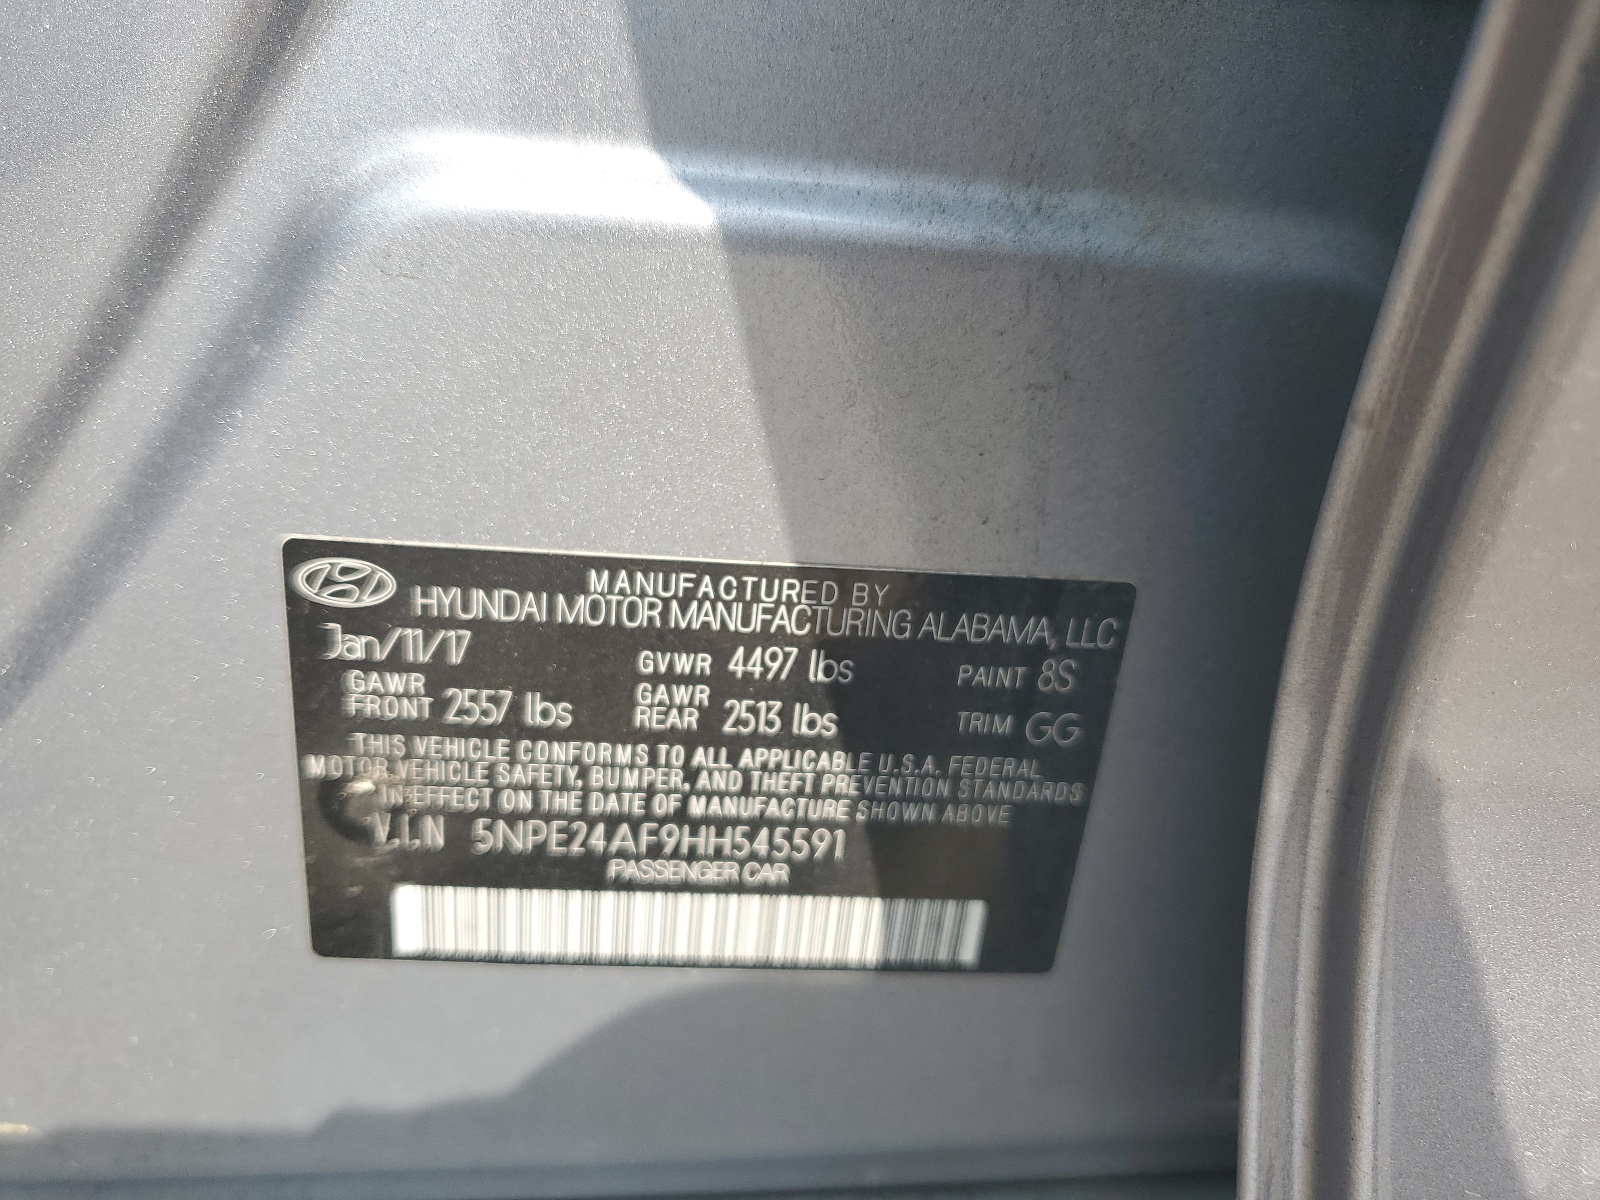 MANUFACTURED BY
HYUNDAI MOTOR MANUFACTURING ALABAMA, LLC
Jan/11/17 GVWR 4497 lbs PAINT 8S
GAWR FRONT 2557 lbs GAWR REAR 2513 lbs TRIM GG
THIS VEHICLE CONFORMS TO ALL APPLICABLE U.S.A. FEDERAL
MOTOR VEHICLE SAFETY, BUMPER, AND THEFT PREVENTION STANDARDS
IN EFFECT ON THE DATE OF MANUFACTURE SHOWN ABOVE
V.I.N 5NPE24AF9HH545591
PASSENGER CAR